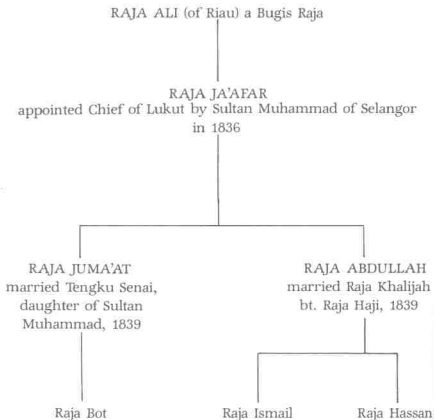 RAJA ALI (of Riau) a Bugis Raja
RAJA JA'AFAR
appointed Chief of Lukut by Sultan Muhammad of Selangor
in 1836
RAJA JUMA'AT
married Tengku Senai,
daughter of Sultan
Muhammad, 1839
RAJA ABDULLAH
married Raja Khalijah
bt. Raja Haji, 1839
Raja Bot
Raja Ismail
Raja Hassan